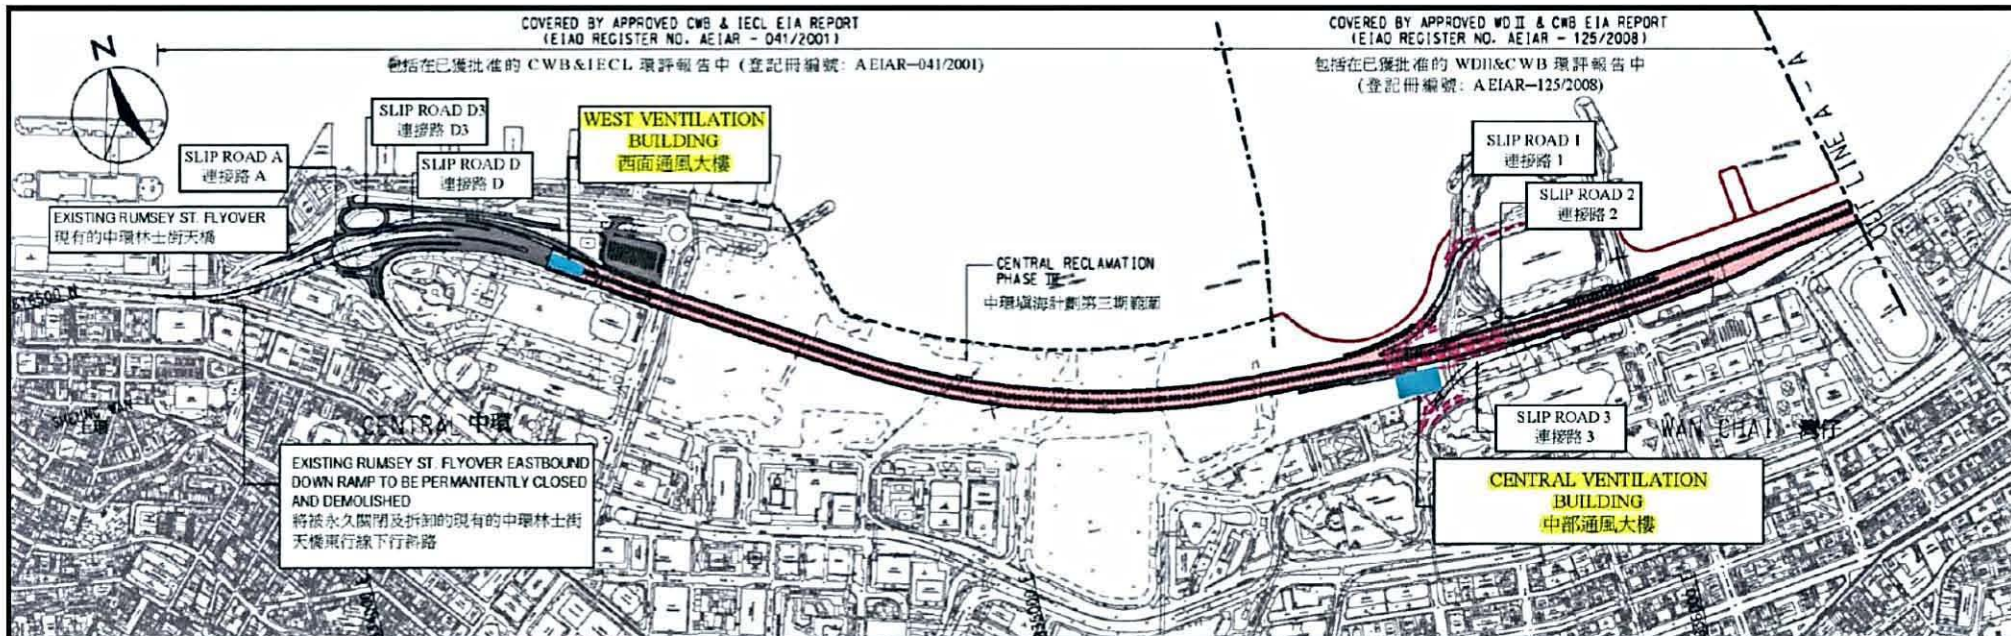 COVERED BY APPROVED CWB & IECL EIA REPORT
(EIAO REGISTER NO. AEIAR - 041/2001)
包括在已獲批准的 CWB&IECL 環評報告中 (登記冊編號: AEIAR-041/2001)
COVERED BY APPROVED WDII & CWB EIA REPORT
(EIAO REGISTER NO. AEIAR - 125/2008)
包括在已獲批准的 WDII&CWB 環評報告中
(登記冊編號: AEIAR-125/2008)
N
SLIP ROAD D3
連接路 D3
SLIP ROAD A
連接路 A
SLIP ROAD D
連接路 D
WEST VENTILATION
BUILDING
西面通風大樓
EXISTING RUMSEY ST. FLYOVER
現有的中環林士街天橋
SLIP ROAD 1
連接路 1
SLIP ROAD 2
連接路 2
LINE A-A
CENTRAL RECLAMATION
PHASE III
中環填海計劃第三期範圍
SHEUNG WAN
上環
CENTRAL 中環
EXISTING RUMSEY ST. FLYOVER EASTBOUND
DOWN RAMP TO BE PERMANTENTLY CLOSED
AND DEMOLISHED
將被永久關閉及拆卸的現有的中環林士街
天橋東行線下行斜路
SLIP ROAD 3
連接路 3
WAN CHAI 灣仔
CENTRAL VENTILATION
BUILDING
中部通風大樓